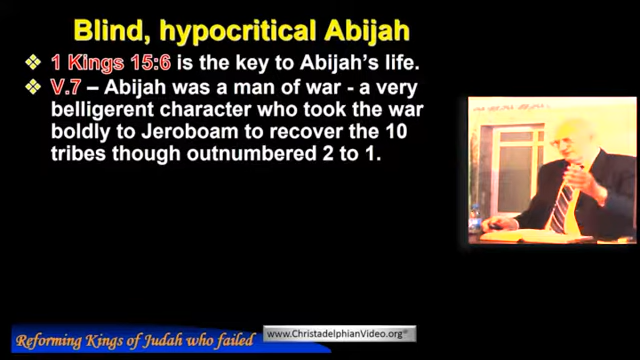 Blind, hypocritical Abijah
1 Kings 15:6 is the key to Abijah's life.
V.7 – Abijah was a man of war - a very
belligerent character who took the war
boldly to Jeroboam to recover the 10
tribes though outnumbered 2 to 1.
Reforming Kings of Judah who failed
www.ChristadelphianVideo.org